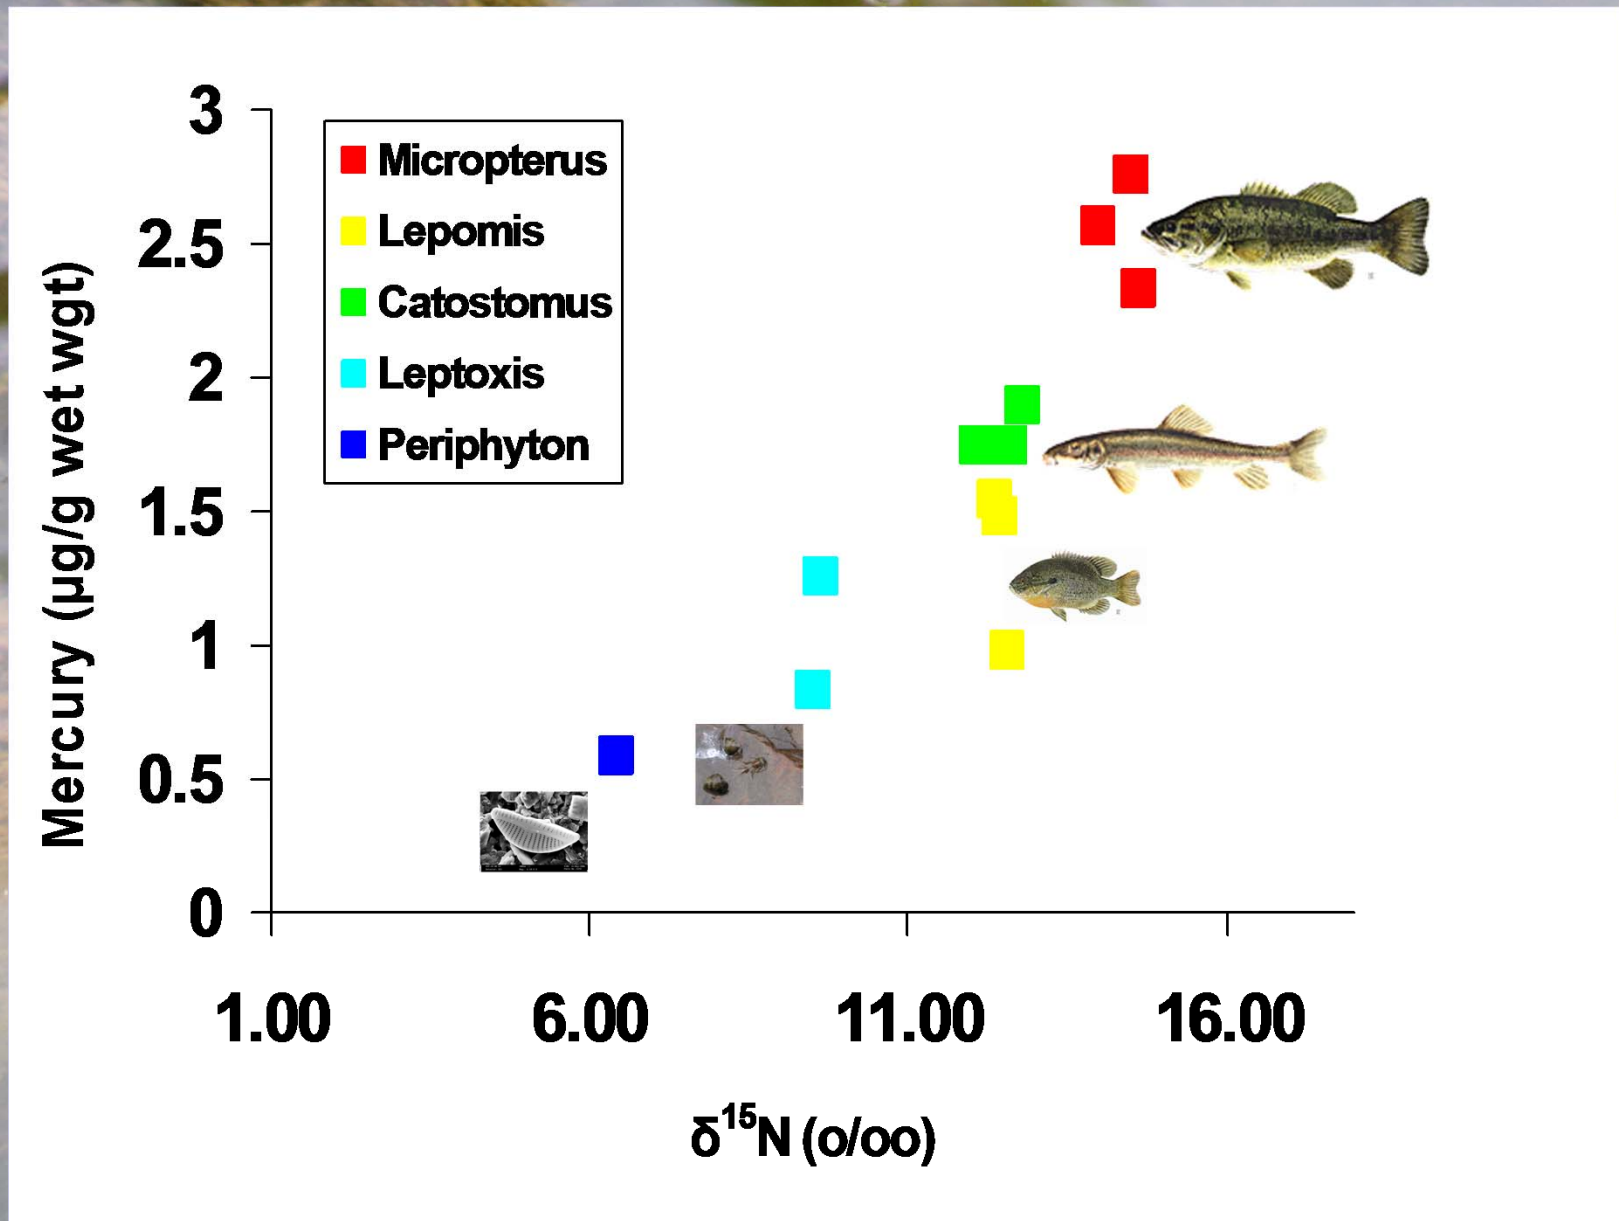 3
2.5
2
1.5
1
0.5
0
Mercury (µg/g wet wgt)
Micropterus
Lepomis
Catostomus
Leptoxis
Periphyton
1.00 6.00 11.00 16.00
δ¹⁵N (o/oo)